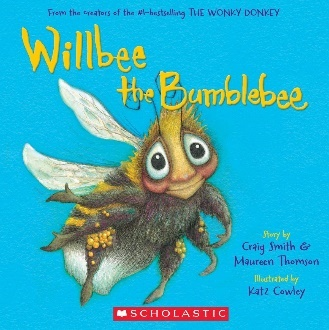 From the creators of the #1-bestselling THE WONKY DONKEY
Willbee
the Bumblebee
Story by
Craig Smith &
Maureen Thomson
Illustrated by
Katz Cowley
SCHOLASTIC